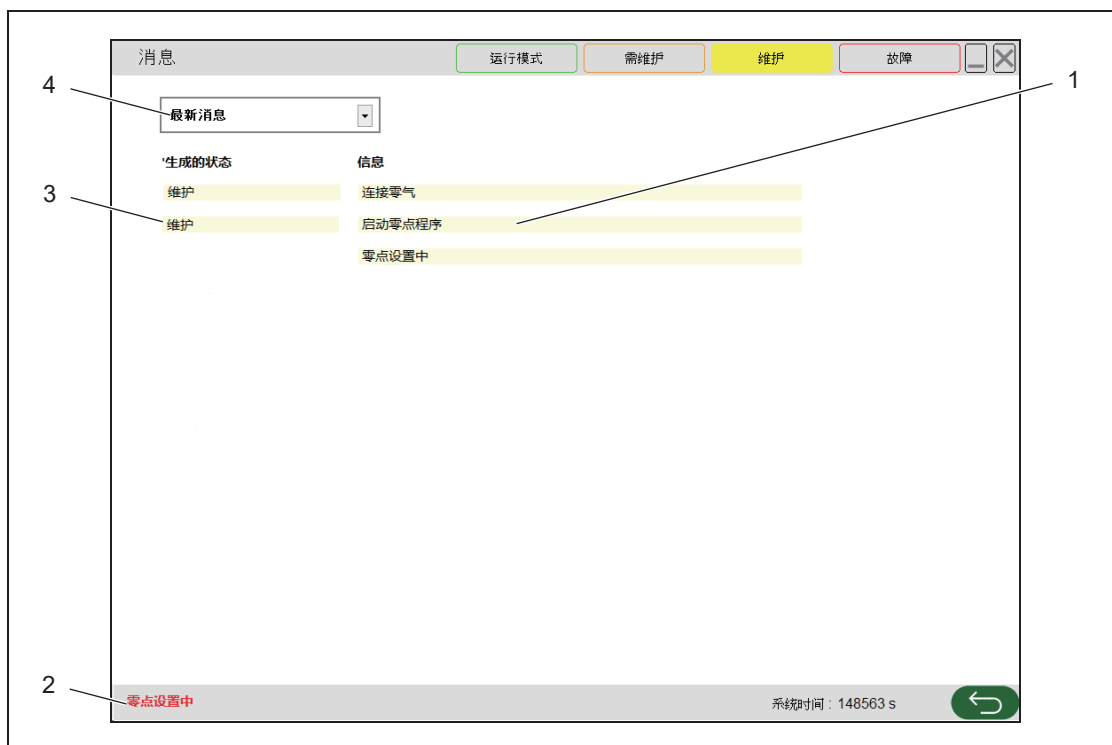 消息 运行模式 需维护 维护 故障
4
1
最新消息
'生成的状态 信息
3
维护 连接零气
维护 启动零点程序
零点设置中
2
零点设置中 系统时间 : 148563 s